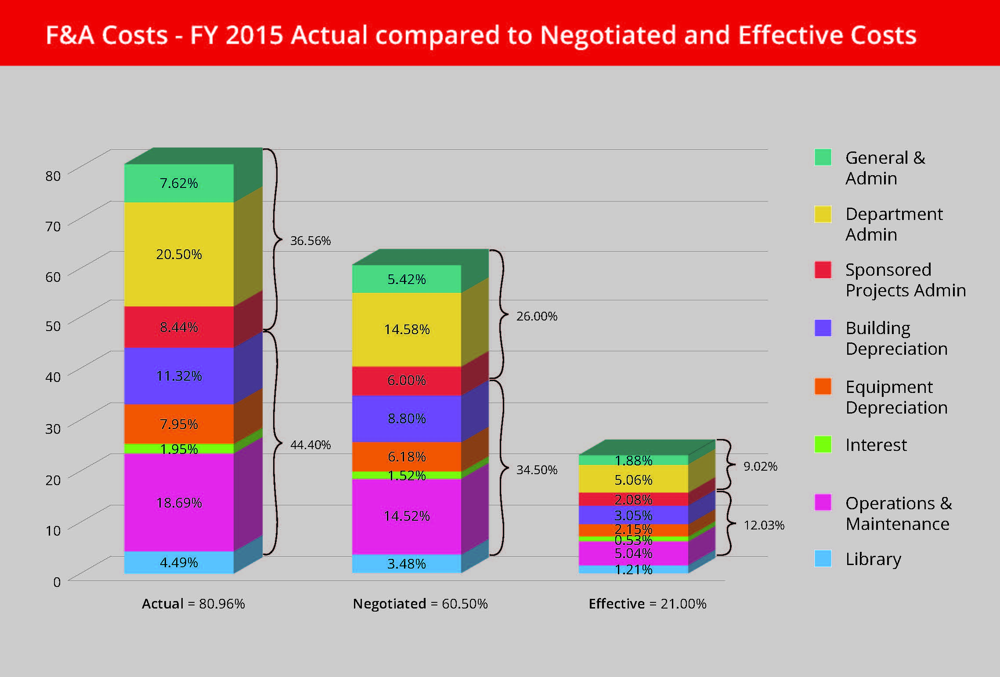 F&A Costs - FY 2015 Actual compared to Negotiated and Effective Costs
80
70
60
50
40
30
20
10
0
7.62%
20.50%
8.44%
11.32%
7.95%
1.95%
18.69%
4.49%
36.56%
44.40%
Actual = 80.96%
5.42%
14.58%
6.00%
8.80%
6.18%
1.52%
14.52%
3.48%
26.00%
34.50%
Negotiated = 60.50%
1.88%
5.06%
2.08%
3.05%
2.15%
0.53%
5.04%
1.21%
9.02%
12.03%
Effective = 21.00%
General &
Admin
Department
Admin
Sponsored
Projects Admin
Building
Depreciation
Equipment
Depreciation
Interest
Operations &
Maintenance
Library